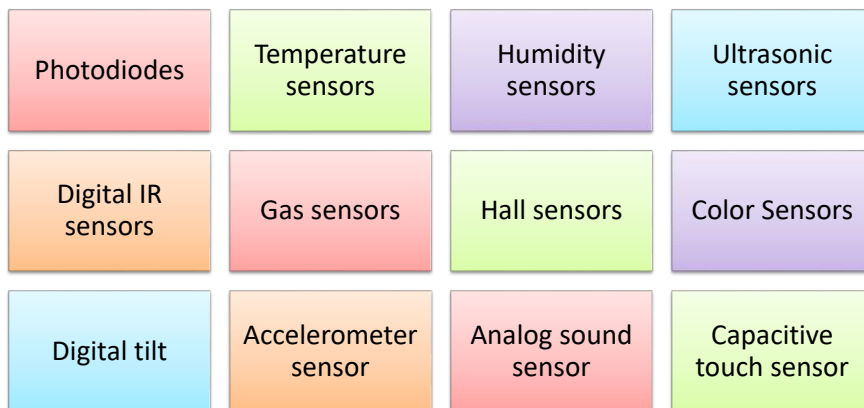 Photodiodes
Temperature
sensors
Humidity
sensors
Ultrasonic
sensors
Digital IR
sensors
Gas sensors
Hall sensors
Color Sensors
Digital tilt
Accelerometer
sensor
Analog sound
sensor
Capacitive
touch sensor